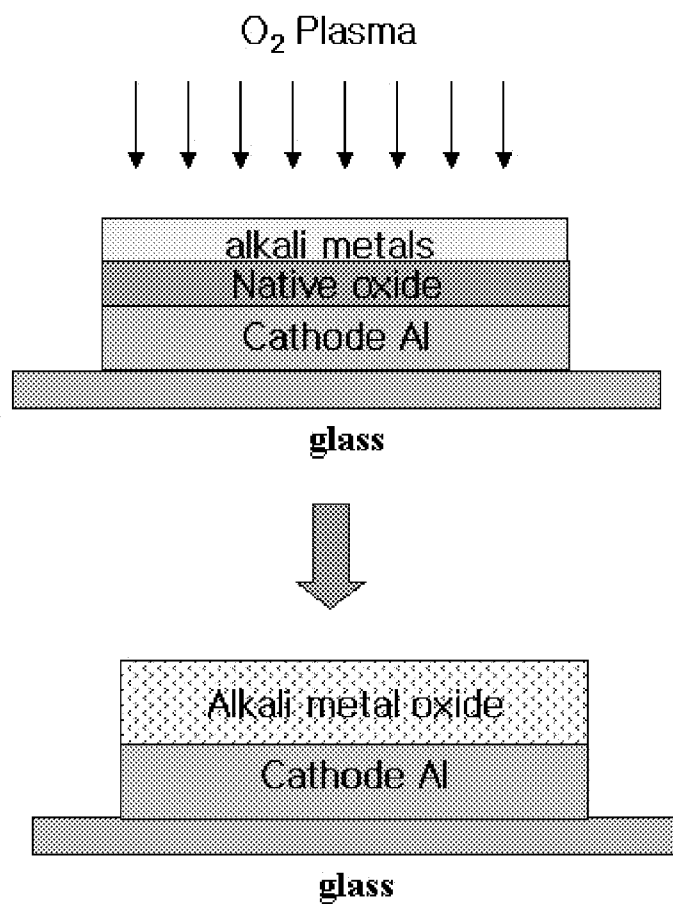 O₂ Plasma
alkali metals
Native oxide
Cathode Al
glass
Alkali metal oxide
Cathode Al
glass